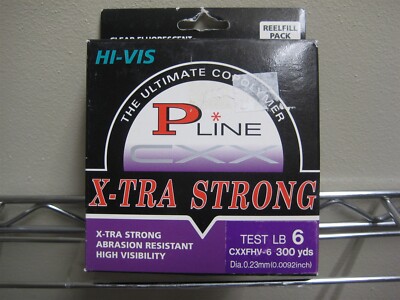 CLEAR FLUORESCENT
REELFILL
PACK
HI-VIS
THE ULTIMATE COPOLYMER
P*LINE
CXX
X-TRA STRONG
X-TRA STRONG
ABRASION RESISTANT
HIGH VISIBILITY
TEST LB 6
CXXFHV-6 300 yds
Dia.0.23mm(0.0092inch)